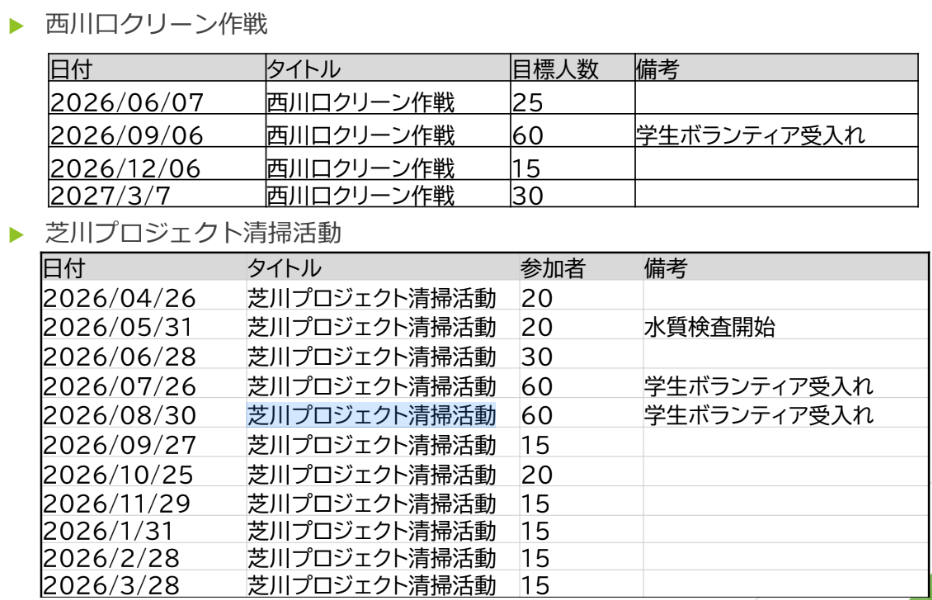 西川口クリーン作戦
日付 タイトル 目標人数 備考
2026/06/07 西川口クリーン作戦 25
2026/09/06 西川口クリーン作戦 60 学生ボランティア受入れ
2026/12/06 西川口クリーン作戦 15
2027/3/7 西川口クリーン作戦 30
芝川プロジェクト清掃活動
日付 タイトル 参加者 備考
2026/04/26 芝川プロジェクト清掃活動 20
2026/05/31 芝川プロジェクト清掃活動 20 水質検査開始
2026/06/28 芝川プロジェクト清掃活動 30
2026/07/26 芝川プロジェクト清掃活動 60 学生ボランティア受入れ
2026/08/30 芝川プロジェクト清掃活動 60 学生ボランティア受入れ
2026/09/27 芝川プロジェクト清掃活動 15
2026/10/25 芝川プロジェクト清掃活動 20
2026/11/29 芝川プロジェクト清掃活動 15
2026/1/31 芝川プロジェクト清掃活動 15
2026/2/28 芝川プロジェクト清掃活動 15
2026/3/28 芝川プロジェクト清掃活動 15